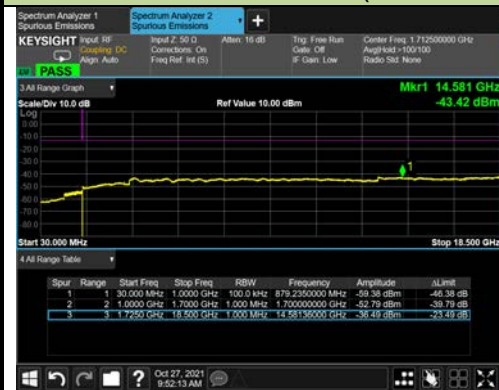 Spectrum Analyzer 1
Spurious Emissions
Spectrum Analyzer 2
Spurious Emissions
KEYSIGHT
Input: RF
Coupling: DC
Align: Auto
Input Z: 50 Ω
Corrections: On
Freq Ref: Int (S)
Atten: 16 dB
Trig: Free Run
Gate: Off
IF Gain: Low
Center Freq: 1.712500000 GHz
Avg|Hold:>100/100
Radio Std: None
PASS
3 All Range Graph
Mkr1 14.581 GHz
Scale/Div 10.0 dB
Ref Value 10.00 dBm
-43.42 dBm
Log
0.00
-10.0
-20.0
-30.0
-40.0
-50.0
-60.0
-70.0
-80.0
1
Start 30.000 MHz
Stop 18.500 GHz
4 All Range Table
Spur Range Start Freq Stop Freq RBW Frequency Amplitude ΔLimit
1 1 30.000 MHz 1.0000 GHz 100.0 kHz 879.2350000 MHz -59.38 dBm -46.38 dB
2 2 1.0000 GHz 1.7000 GHz 1.000 MHz 1.700000000 GHz -52.79 dBm -39.79 dB
3 3 1.7250 GHz 18.500 GHz 1.000 MHz 14.58136000 GHz -36.49 dBm -23.49 dB
?
Oct 27, 2021
9:52:13 AM